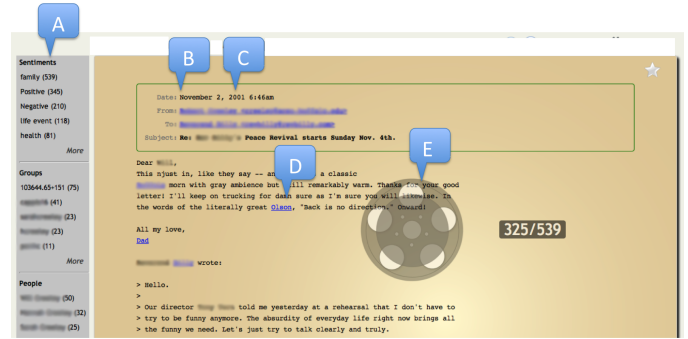 A
B
C
Sentiments
family (539)
Positive (345)
Negative (210)
life event (118)
health (81)
More
Groups
103644,65+151 (75)
(41)
(23)
(23)
(11)
More
People
(50)
(32)
(25)
Date: November 2, 2001 6:46am
From:
To:
Subject: Re: Peace Revival starts Sunday Nov. 4th.
Dear
This njust in, like they say -- an a classic
morn with gray ambience but still remarkably warm. Thanks for your good
letter! I'll keep on trucking for damn sure as I'm sure you will likewise. In
the words of the literally great Olson, "Back is no direction." Onward!
All my love,
Dad
wrote:
> Hello.
>
> Our director told me yesterday at a rehearsal that I don't have to
> try to be funny anymore. The absurdity of everyday life right now brings all
> the funny we need. Let's just try to talk clearly and truly.
D
E
325/539